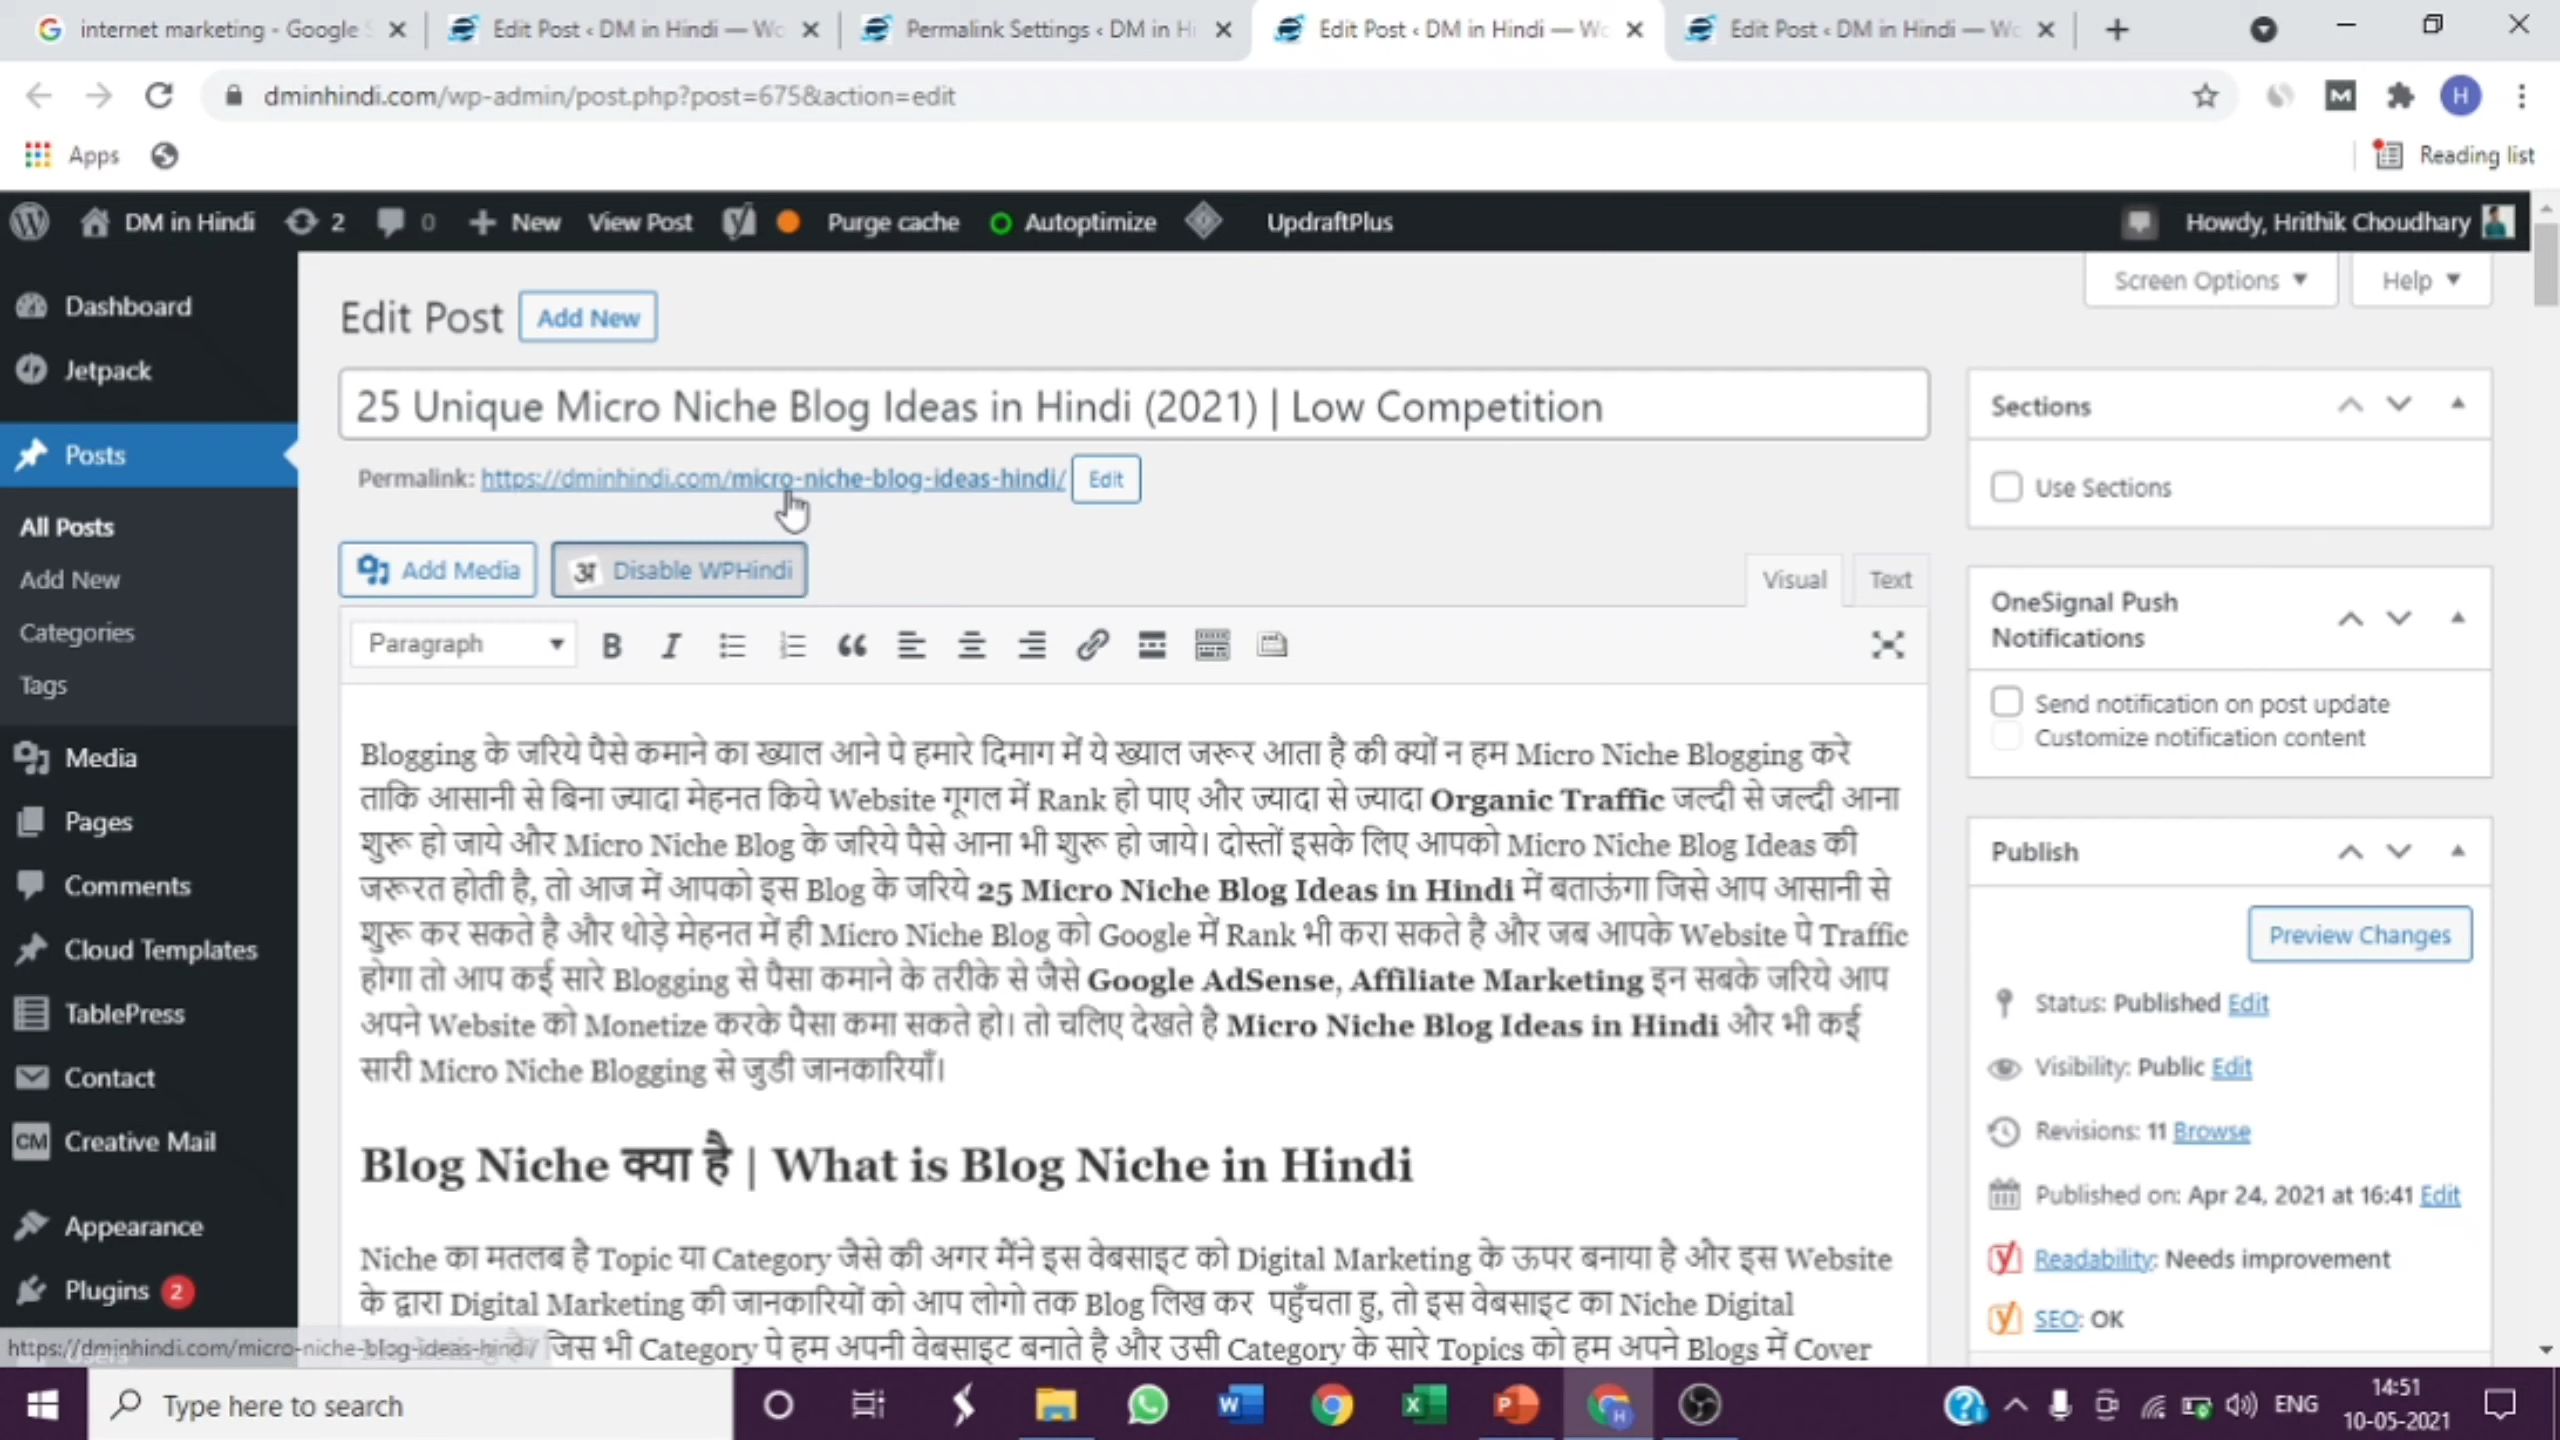 internet marketing - Google S
Edit Post ‹ DM in Hindi — Wo
Permalink Settings ‹ DM in Hi
Edit Post ‹ DM in Hindi — Wo
Edit Post ‹ DM in Hindi — Wo
dminhindi.com/wp-admin/post.php?post=675&action=edit
M
H
Apps
Reading list
DM in Hindi
2
0
New
View Post
Purge cache
Autoptimize
UpdraftPlus
Howdy, Hrithik Choudhary
Dashboard
Jetpack
Posts
All Posts
Add New
Categories
Tags
Media
Pages
Comments
Cloud Templates
TablePress
Contact
CM Creative Mail
Appearance
Plugins 2
Users
https://dminhindi.com/micro-niche-blog-ideas-hindi/
Screen Options
Help
Edit Post Add New
25 Unique Micro Niche Blog Ideas in Hindi (2021) | Low Competition
Permalink: https://dminhindi.com/micro-niche-blog-ideas-hindi/ Edit
Add Media
अ Disable WPHindi
Visual Text
Paragraph
B I
Blogging के जरिये पैसे कमाने का ख्याल आने पे हमारे दिमाग में ये ख्याल जरूर आता है की क्यों न हम Micro Niche Blogging करे
ताकि आसानी से बिना ज्यादा मेहनत किये Website गूगल में Rank हो पाए और ज्यादा से ज्यादा Organic Traffic जल्दी से जल्दी आना
शुरू हो जाये और Micro Niche Blog के जरिये पैसे आना भी शुरू हो जाये। दोस्तों इसके लिए आपको Micro Niche Blog Ideas की
जरूरत होती है, तो आज में आपको इस Blog के जरिये 25 Micro Niche Blog Ideas in Hindi में बताऊंगा जिसे आप आसानी से
शुरू कर सकते है और थोड़े मेहनत में ही Micro Niche Blog को Google में Rank भी करा सकते है और जब आपके Website पे Traffic
होगा तो आप कई सारे Blogging से पैसा कमाने के तरीके से जैसे Google AdSense, Affiliate Marketing इन सबके जरिये आप
अपने Website को Monetize करके पैसा कमा सकते हो। तो चलिए देखते है Micro Niche Blog Ideas in Hindi और भी कई
सारी Micro Niche Blogging से जुडी जानकारियाँ।
Blog Niche क्या है | What is Blog Niche in Hindi
Niche का मतलब है Topic या Category जैसे की अगर मैंने इस वेबसाइट को Digital Marketing के ऊपर बनाया है और इस Website
के द्वारा Digital Marketing की जानकारियों को आप लोगो तक Blog लिख कर पहुँचता हु, तो इस वेबसाइट का Niche Digital
जिस भी Category पे हम अपनी वेबसाइट बनाते है और उसी Category के सारे Topics को हम अपने Blogs में Cover
Sections
Use Sections
OneSignal Push
Notifications
Send notification on post update
Customize notification content
Publish
Preview Changes
Status: Published Edit
Visibility: Public Edit
Revisions: 11 Browse
Published on: Apr 24, 2021 at 16:41 Edit
Readability: Needs improvement
SEO: OK
Type here to search
ENG
14:51
10-05-2021